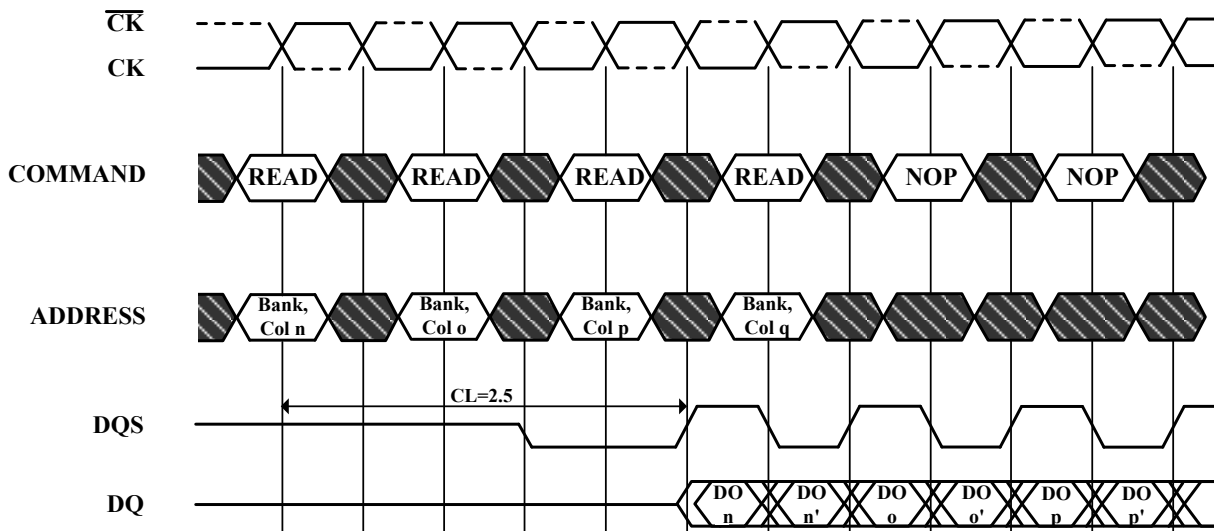 C̅K̅
CK
COMMAND
READ
READ
READ
READ
NOP
NOP
ADDRESS
Bank,
Col n
Bank,
Col o
Bank,
Col p
Bank,
Col q
CL=2.5
DQS
DQ
DO
n
DO
n'
DO
o
DO
o'
DO
p
DO
p'